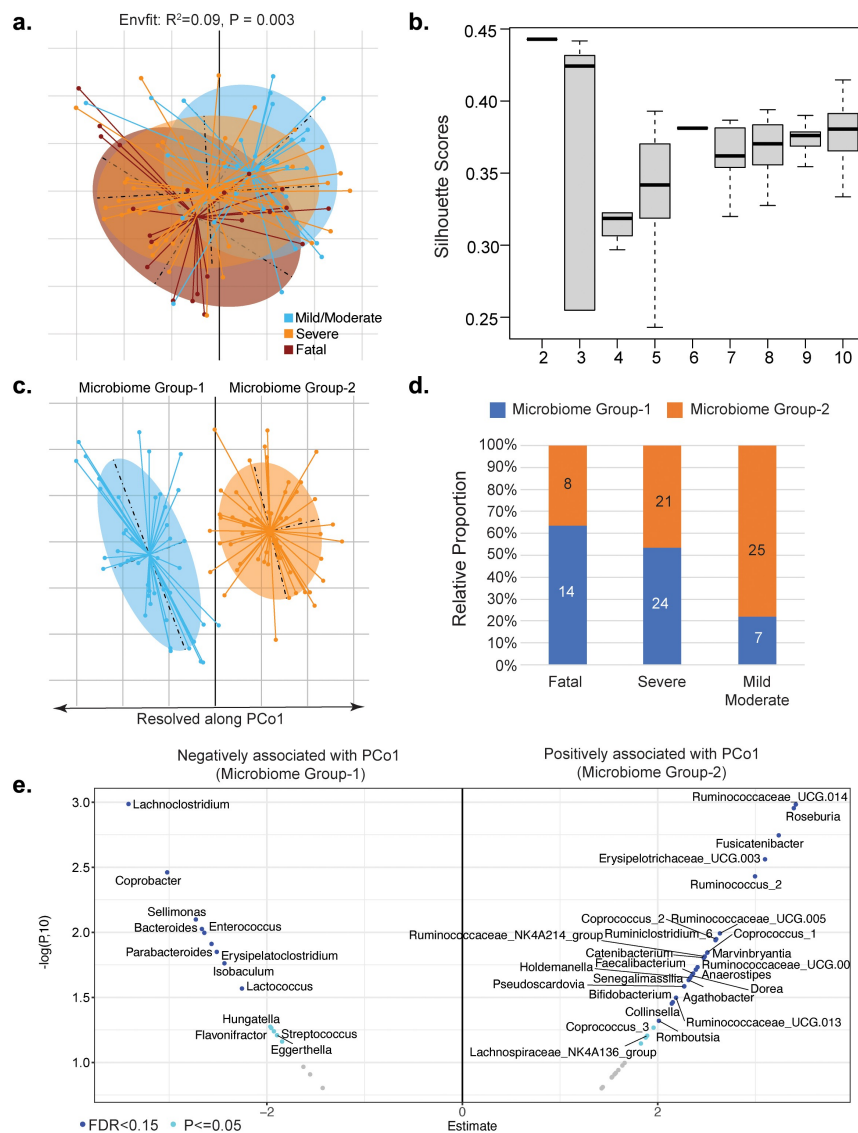 a.
Envfit: R²=0.09, P = 0.003
Mild/Moderate
Severe
Fatal
b.
Silhouette Scores
0.45
0.40
0.35
0.30
0.25
2 3 4 5 6 7 8 9 10
c.
Microbiome Group-1 Microbiome Group-2
Resolved along PCo1
d.
Microbiome Group-1 Microbiome Group-2
Relative Proportion
100%
90%
80%
70%
60%
50%
40%
30%
20%
10%
0%
8
14
21
24
25
7
Fatal
Severe
Mild
Moderate
e.
Negatively associated with PCo1
(Microbiome Group-1)
Positively associated with PCo1
(Microbiome Group-2)
-log(P,10)
3.0
2.5
2.0
1.5
1.0
Lachnoclostridium
Coprobacter
Sellimonas
Bacteroides
Enterococcus
Parabacteroides
Erysipelatoclostridium
Isobaculum
Lactococcus
Hungatella
Flavonifractor
Streptococcus
Eggerthella
Ruminococcaceae_UCG.014
Roseburia
Fusicatenibacter
Erysipelotrichaceae_UCG.003
Ruminococcus_2
Coprococcus_2
Ruminococcaceae_UCG.005
Ruminiclostridium_6
Coprococcus_1
Ruminococcaceae_NK4A214_group
Catenibacterium
Marvinbryantia
Faecalibacterium
Ruminococcaceae_UCG.00
Holdemanella
Anaerostipes
Senegalimassilia
Dorea
Pseudoscardovia
Bifidobacterium
Agathobacter
Collinsella
Ruminococcaceae_UCG.013
Coprococcus_3
Romboutsia
Lachnospiraceae_NK4A136_group
−2 0 2
Estimate
FDR<0.15 P<=0.05